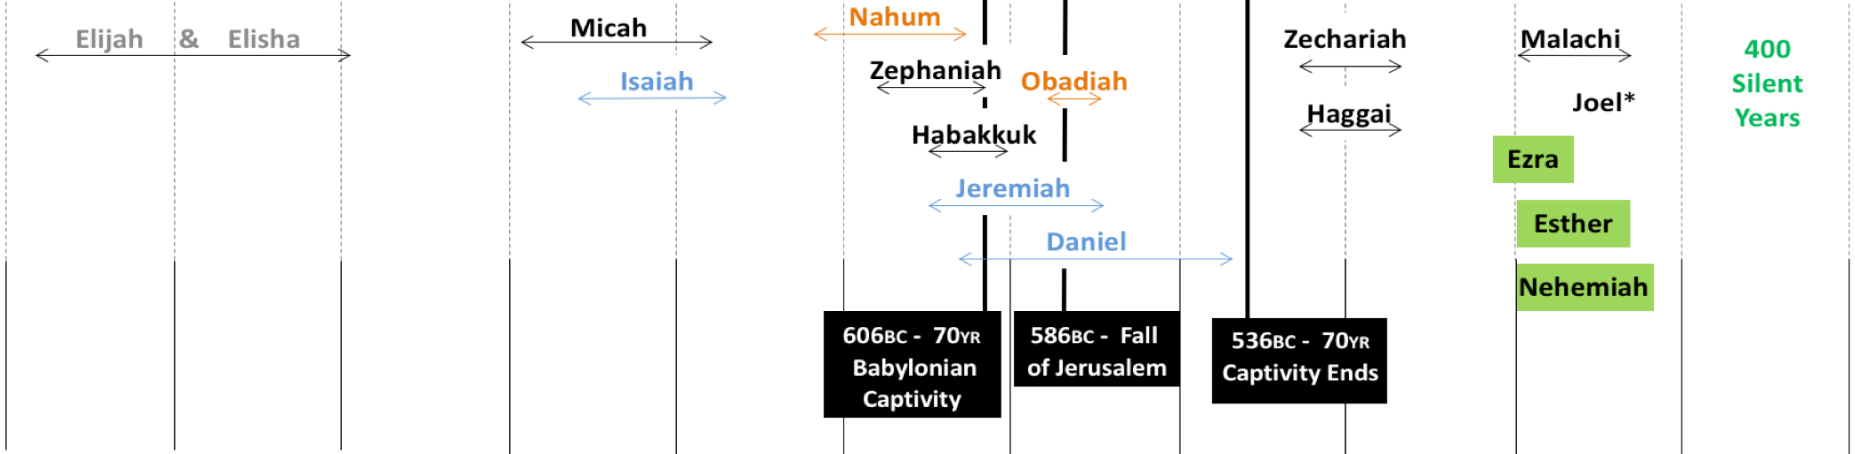 Elijah & Elisha
Micah
Isaiah
Nahum
Zephaniah
Obadiah
Habakkuk
Jeremiah
Daniel
Zechariah
Haggai
Malachi
Joel*
Ezra
Esther
Nehemiah
400
Silent
Years
606BC - 70YR
Babylonian
Captivity
586BC - Fall
of Jerusalem
536BC - 70YR
Captivity Ends